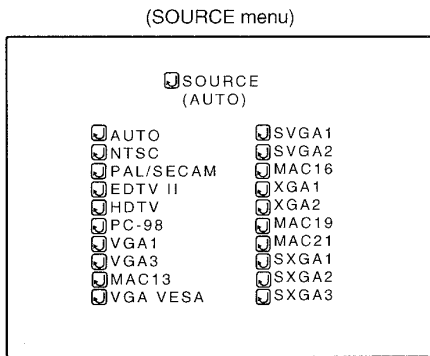 (SOURCE menu)
SOURCE
(AUTO)
AUTO
NTSC
PAL/SECAM
EDTV II
HDTV
PC-98
VGA1
VGA3
MAC13
VGA VESA
SVGA1
SVGA2
MAC16
XGA1
XGA2
MAC19
MAC21
SXGA1
SXGA2
SXGA3